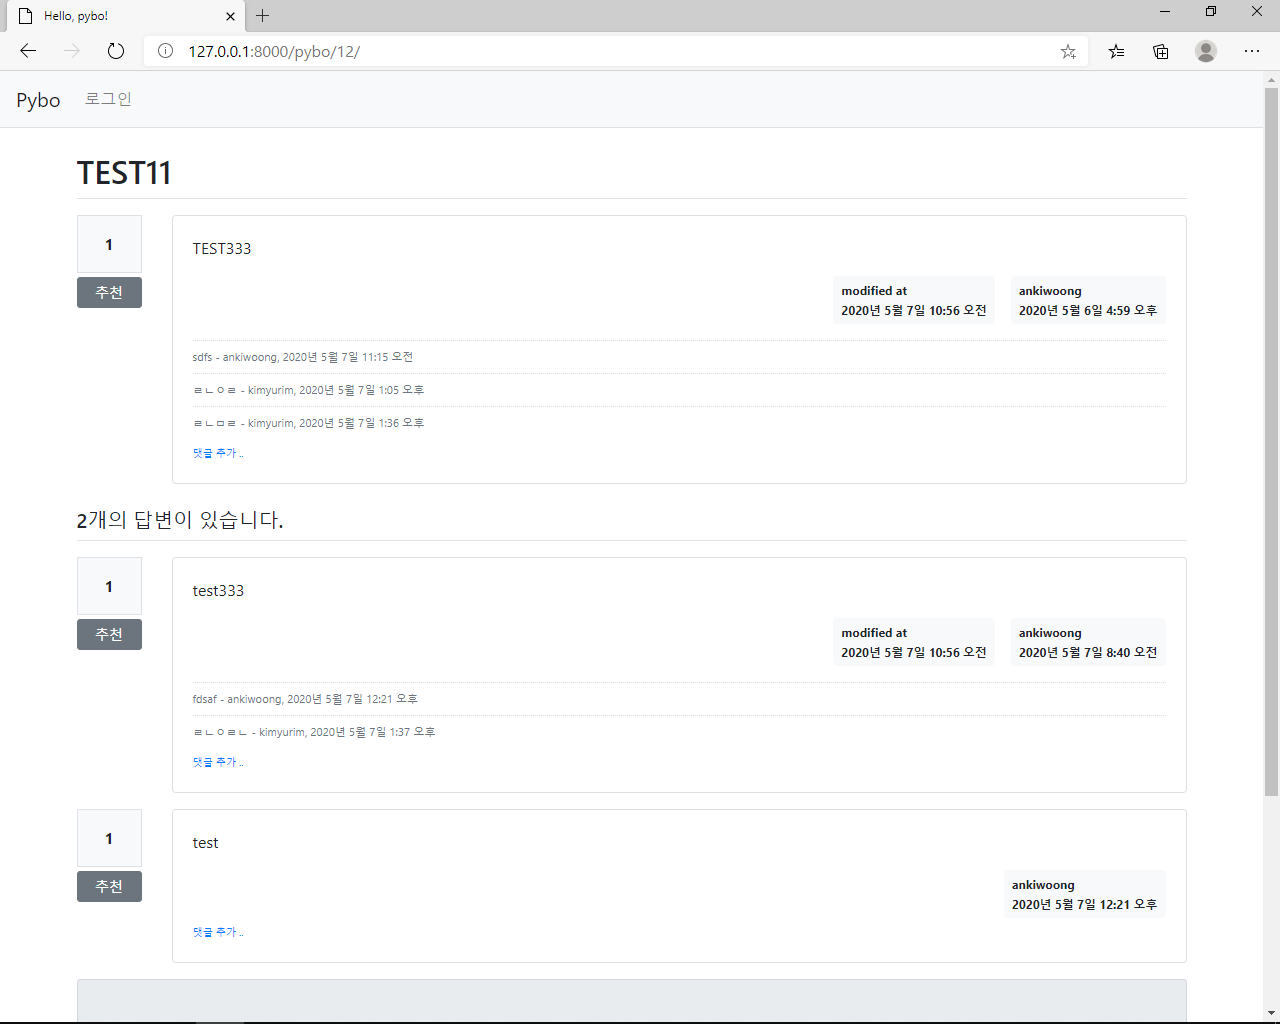 Hello, pybo!
127.0.0.1:8000/pybo/12/
Pybo 로그인
TEST11
1
추천
TEST333
modified at
2020년 5월 7일 10:56 오전
ankiwoong
2020년 5월 6일 4:59 오후
sdfs - ankiwoong, 2020년 5월 7일 11:15 오전
ㄹㄴㅇㄹ - kimyurim, 2020년 5월 7일 1:05 오후
ㄹㄴㅁㄹ - kimyurim, 2020년 5월 7일 1:36 오후
댓글 추가 ..
2개의 답변이 있습니다.
1
추천
test333
modified at
2020년 5월 7일 10:56 오전
ankiwoong
2020년 5월 7일 8:40 오전
fdsaf - ankiwoong, 2020년 5월 7일 12:21 오후
ㄹㄴㅇㄹㄴ - kimyurim, 2020년 5월 7일 1:37 오후
댓글 추가 ..
1
추천
test
ankiwoong
2020년 5월 7일 12:21 오후
댓글 추가 ..